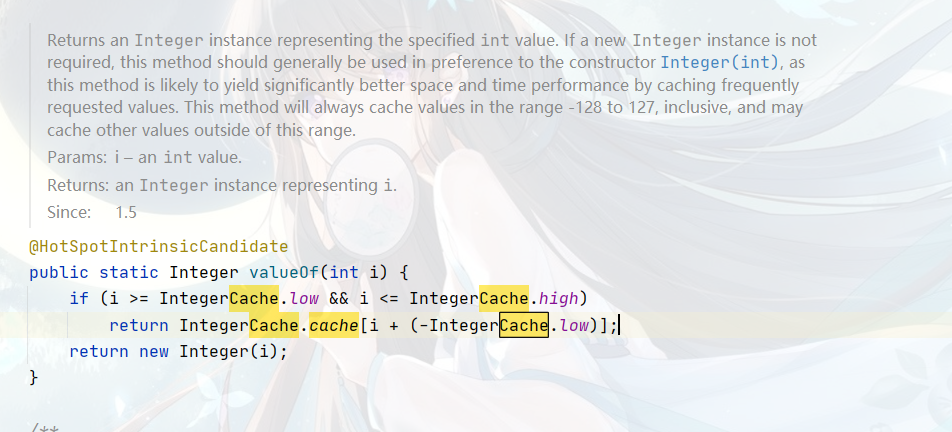 Returns an Integer instance representing the specified int value. If a new Integer instance is not
required, this method should generally be used in preference to the constructor Integer(int), as
this method is likely to yield significantly better space and time performance by caching frequently
requested values. This method will always cache values in the range -128 to 127, inclusive, and may
cache other values outside of this range.
Params: i – an int value.
Returns: an Integer instance representing i.
Since: 1.5
@HotSpotIntrinsicCandidate
public static Integer valueOf(int i) {
    if (i >= IntegerCache.low && i <= IntegerCache.high)
        return IntegerCache.cache[i + (-IntegerCache.low)];
    return new Integer(i);
}
/**